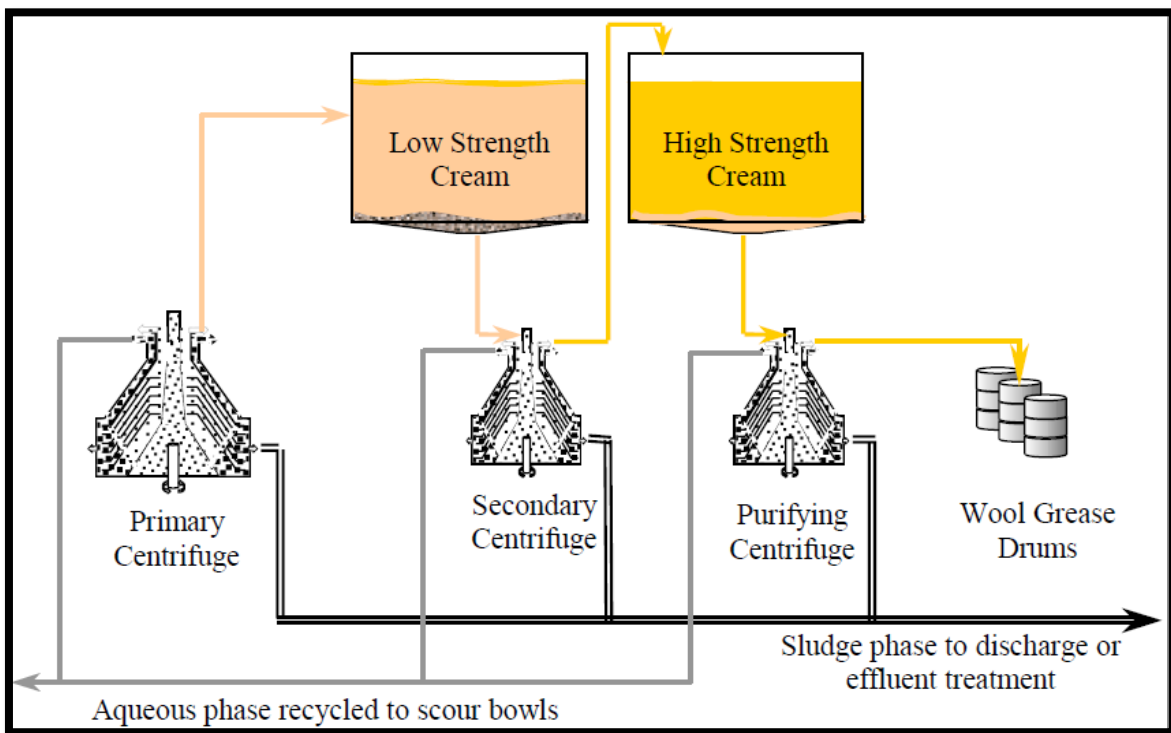 Low Strength
Cream
High Strength
Cream
Primary
Centrifuge
Secondary
Centrifuge
Purifying
Centrifuge
Wool Grease
Drums
Sludge phase to discharge or
effluent treatment
Aqueous phase recycled to scour bowls